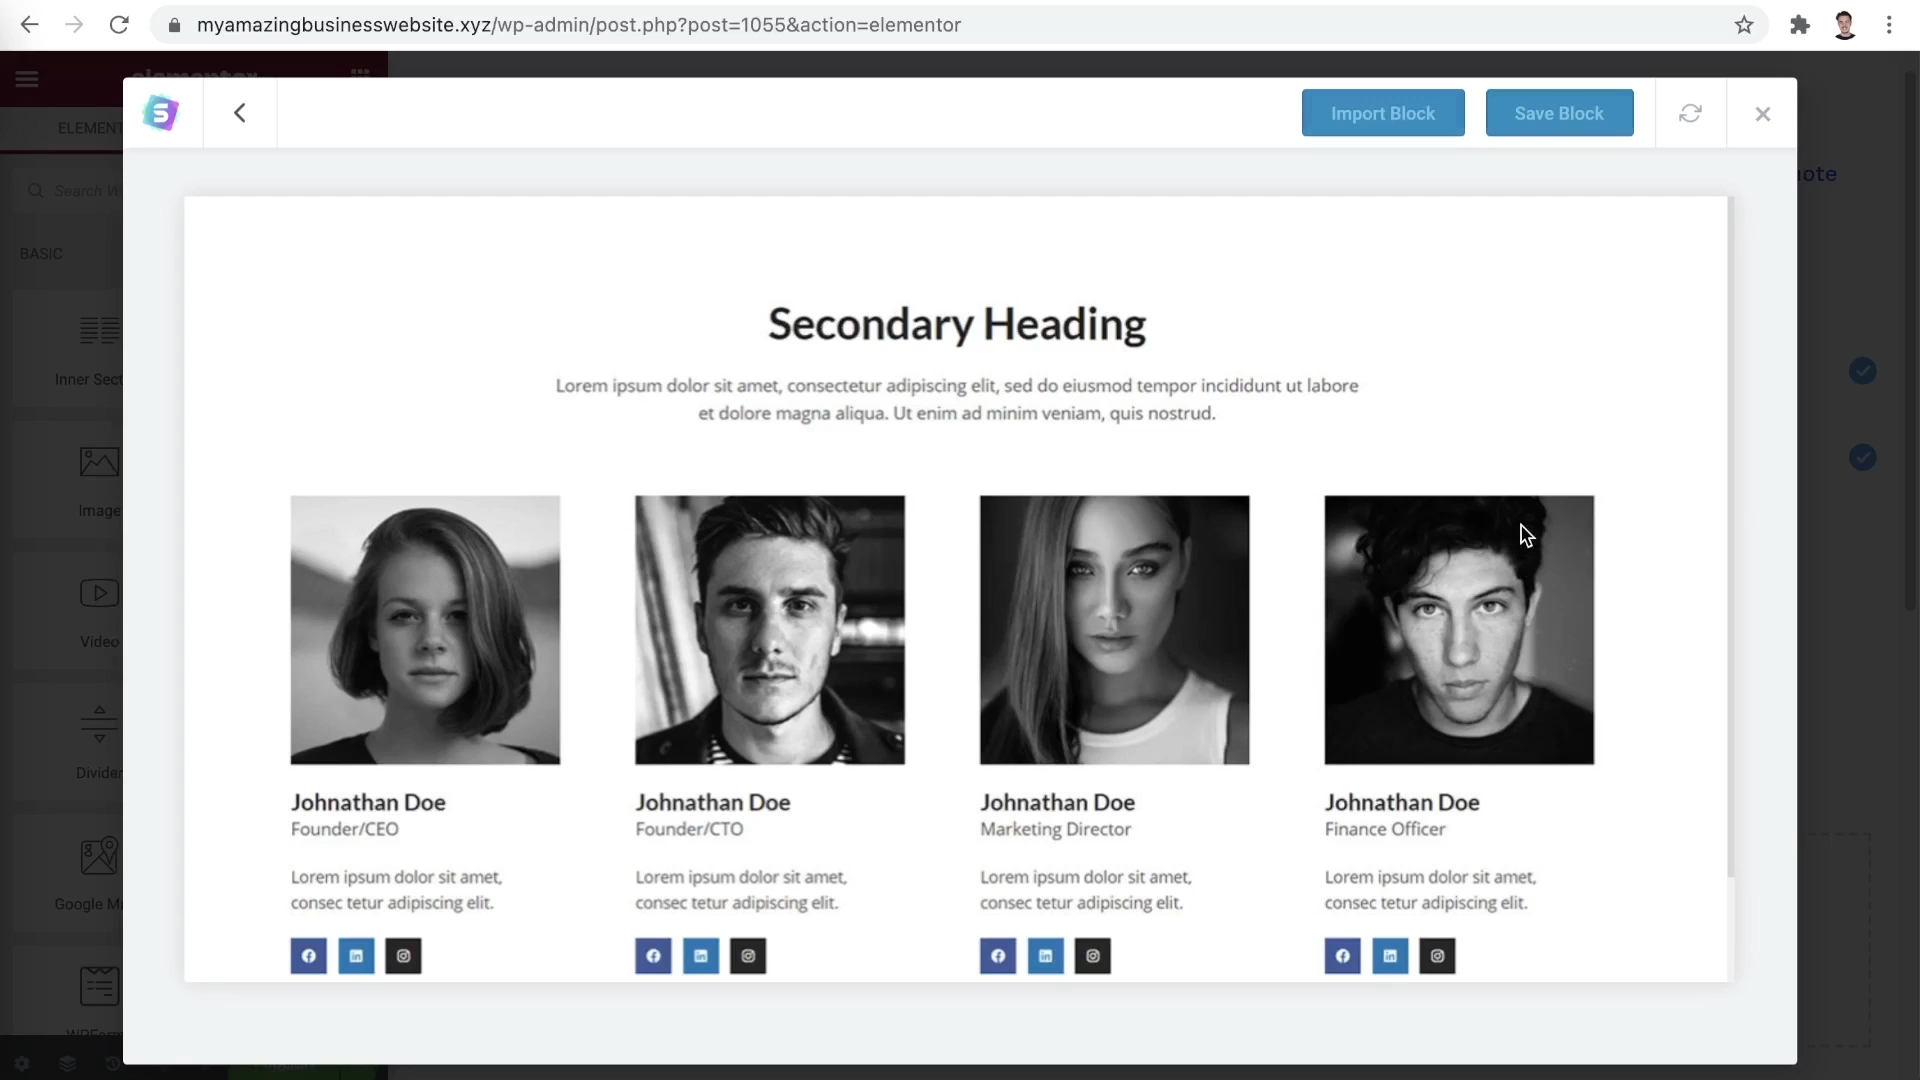 myamazingbusinesswebsite.xyz/wp-admin/post.php?post=1055&action=elementor
elementor
Import Block
Save Block
ELEMENT
Search W
BASIC
Inner Sect
Image
Video
Divider
Google M
WPForm
Secondary Heading
Lorem ipsum dolor sit amet, consectetur adipiscing elit, sed do eiusmod tempor incididunt ut labore
et dolore magna aliqua. Ut enim ad minim veniam, quis nostrud.
Johnathan Doe
Founder/CEO
Lorem ipsum dolor sit amet,
consec tetur adipiscing elit.
Johnathan Doe
Founder/CTO
Lorem ipsum dolor sit amet,
consec tetur adipiscing elit.
Johnathan Doe
Marketing Director
Lorem ipsum dolor sit amet,
consec tetur adipiscing elit.
Johnathan Doe
Finance Officer
Lorem ipsum dolor sit amet,
consec tetur adipiscing elit.